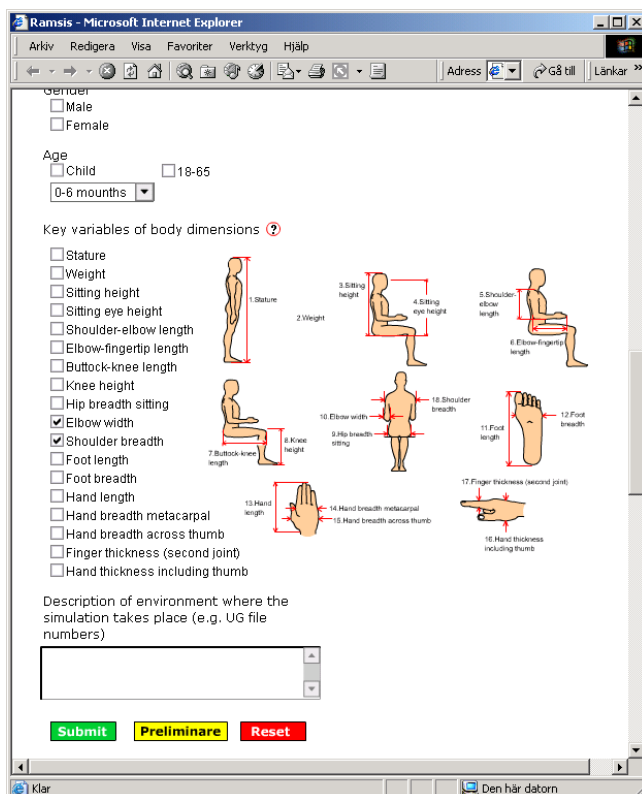 Ramsis - Microsoft Internet Explorer
Arkiv Redigera Visa Favoriter Verktyg Hjälp
Adress Gå till Länkar »
Gender
Male
Female
Age
Child 18-65
0-6 mounths
Key variables of body dimensions ?
Stature
Weight
Sitting height
Sitting eye height
Shoulder-elbow length
Elbow-fingertip length
Buttock-knee length
Knee height
Hip breadth sitting
Elbow width
Shoulder breadth
Foot length
Foot breadth
Hand length
Hand breadth metacarpal
Hand breadth across thumb
Finger thickness (second joint)
Hand thickness including thumb
1.Stature
2.Weight
3.Sitting
height
4.Sitting
eye height
5.Shoulder-
elbow
length
6.Elbow-fingertip
length
7.Buttock-knee
length
8.Knee
height
18.Shoulder
breadth
10.Elbow width
9.Hip breadth
sitting
11.Foot
length
12.Foot
breadth
13.Hand
length
14.Hand breadth metacarpal
15.Hand breadth across thumb
17.Finger thickness (second joint)
16.Hand thickness
including thumb
Description of environment where the
simulation takes place (e.g. UG file
numbers)
Submit Preliminare Reset
Klar Den här datorn